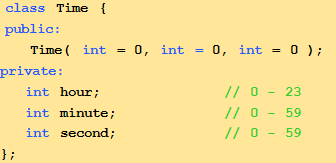 class Time {
public:
Time( int = 0, int = 0, int = 0 );
private:
int hour; // 0 - 23
int minute; // 0 - 59
int second; // 0 - 59
};